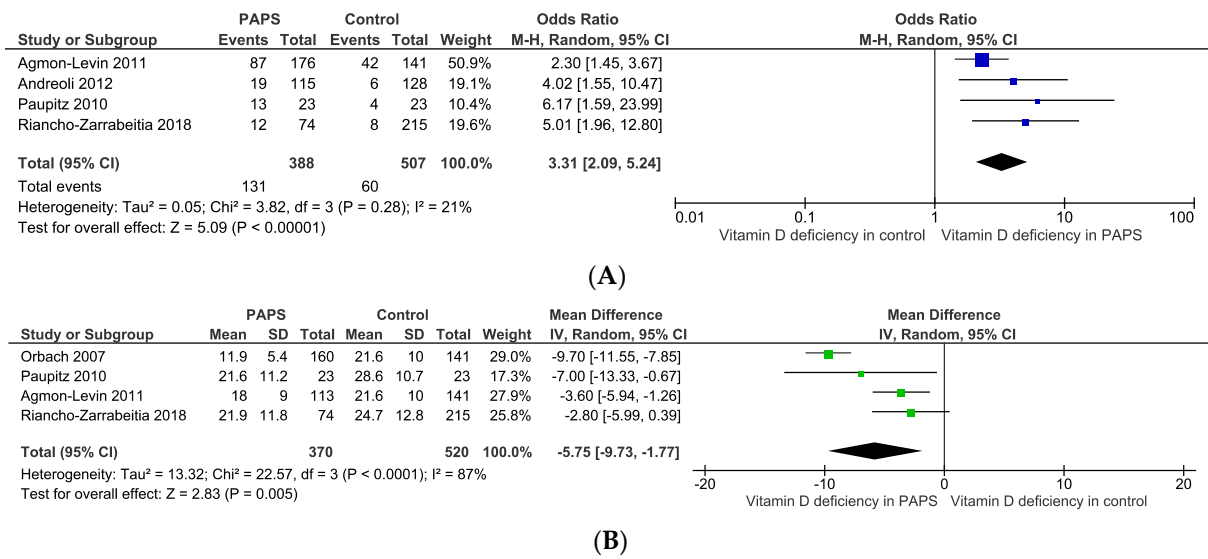 PAPS Control Odds Ratio Odds Ratio
Study or Subgroup Events Total Events Total Weight M-H, Random, 95% CI M-H, Random, 95% CI
Agmon-Levin 2011 87 176 42 141 50.9% 2.30 [1.45, 3.67]
Andreoli 2012 19 115 6 128 19.1% 4.02 [1.55, 10.47]
Paupitz 2010 13 23 4 23 10.4% 6.17 [1.59, 23.99]
Riancho-Zarrabeitia 2018 12 74 8 215 19.6% 5.01 [1.96, 12.80]
Total (95% CI) 388 507 100.0% 3.31 [2.09, 5.24]
Total events 131 60
Heterogeneity: Tau² = 0.05; Chi² = 3.82, df = 3 (P = 0.28); I² = 21%
Test for overall effect: Z = 5.09 (P < 0.00001)
0.01 0.1 1 10 100
Vitamin D deficiency in control Vitamin D deficiency in PAPS
(A)
PAPS Control Mean Difference Mean Difference
Study or Subgroup Mean SD Total Mean SD Total Weight IV, Random, 95% CI IV, Random, 95% CI
Orbach 2007 11.9 5.4 160 21.6 10 141 29.0% -9.70 [-11.55, -7.85]
Paupitz 2010 21.6 11.2 23 28.6 10.7 23 17.3% -7.00 [-13.33, -0.67]
Agmon-Levin 2011 18 9 113 21.6 10 141 27.9% -3.60 [-5.94, -1.26]
Riancho-Zarrabeitia 2018 21.9 11.8 74 24.7 12.8 215 25.8% -2.80 [-5.99, 0.39]
Total (95% CI) 370 520 100.0% -5.75 [-9.73, -1.77]
Heterogeneity: Tau² = 13.32; Chi² = 22.57, df = 3 (P < 0.0001); I² = 87%
Test for overall effect: Z = 2.83 (P = 0.005)
-20 -10 0 10 20
Vitamin D deficiency in PAPS Vitamin D deficiency in control
(B)